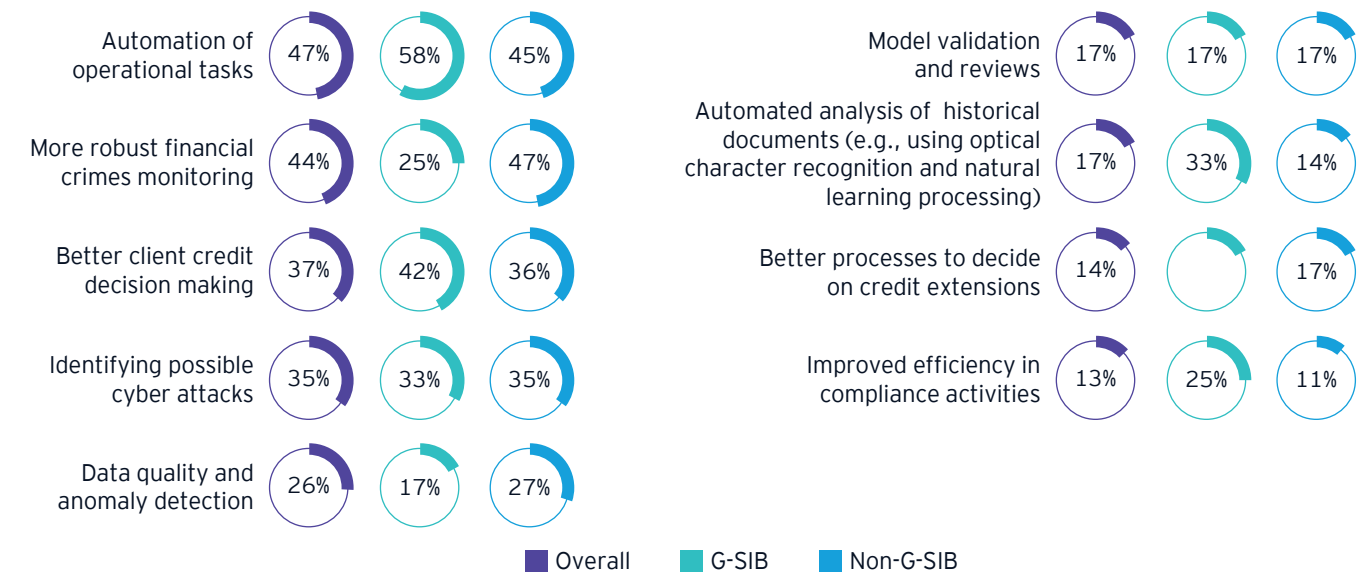 Automation of
operational tasks
47%
58%
45%
More robust financial
crimes monitoring
44%
25%
47%
Better client credit
decision making
37%
42%
36%
Identifying possible
cyber attacks
35%
33%
35%
Data quality and
anomaly detection
26%
17%
27%
Model validation
and reviews
17%
17%
17%
Automated analysis of  historical
documents (e.g., using optical
character recognition and natural
learning processing)
17%
33%
14%
Better processes to decide
on credit extensions
14%
17%
Improved efficiency in
compliance activities
13%
25%
11%
Overall
G-SIB
Non-G-SIB